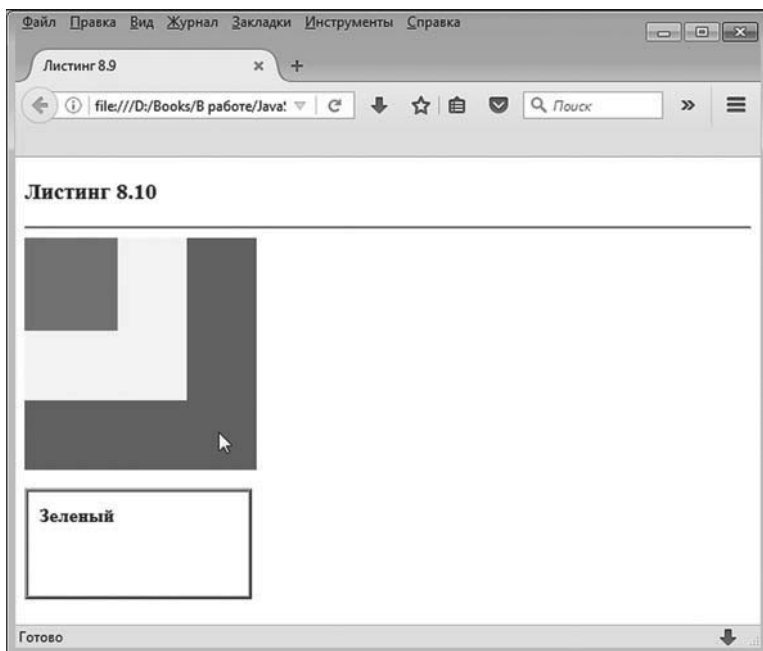 Файл Правка Вид Журнал Закладки Инструменты Справка
Листинг 8.9
file:///D:/Books/В работе/Java
Поиск
Листинг 8.10
Зеленый
Готово